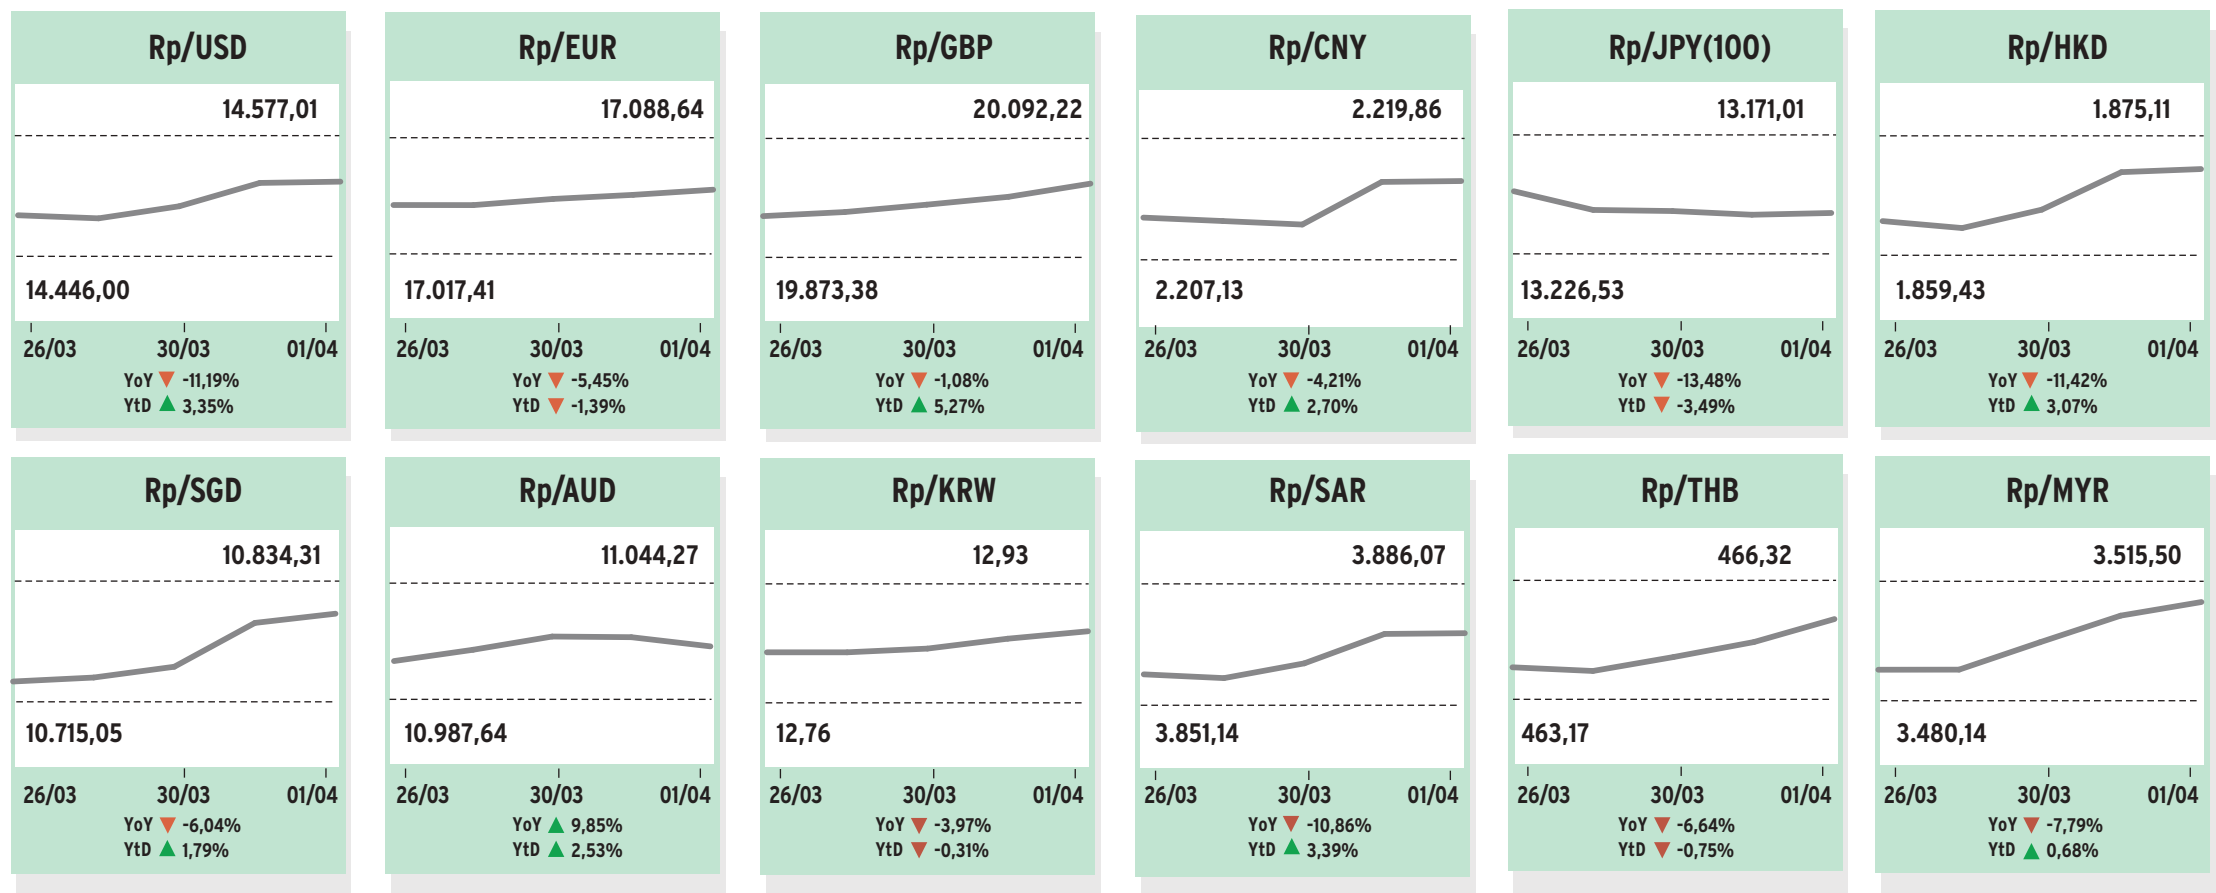 Rp/USD
14.577,01
14.446,00
26/03 30/03 01/04
YoY -11,19%
YtD 3,35%
Rp/EUR
17.088,64
17.017,41
26/03 30/03 01/04
YoY -5,45%
YtD -1,39%
Rp/GBP
20.092,22
19.873,38
26/03 30/03 01/04
YoY -1,08%
YtD 5,27%
Rp/CNY
2.219,86
2.207,13
26/03 30/03 01/04
YoY -4,21%
YtD 2,70%
Rp/JPY(100)
13.171,01
13.226,53
26/03 30/03 01/04
YoY -13,48%
YtD -3,49%
Rp/HKD
1.875,11
1.859,43
26/03 30/03 01/04
YoY -11,42%
YtD 3,07%
Rp/SGD
10.834,31
10.715,05
26/03 30/03 01/04
YoY -6,04%
YtD 1,79%
Rp/AUD
11.044,27
10.987,64
26/03 30/03 01/04
YoY 9,85%
YtD 2,53%
Rp/KRW
12,93
12,76
26/03 30/03 01/04
YoY -3,97%
YtD -0,31%
Rp/SAR
3.886,07
3.851,14
26/03 30/03 01/04
YoY -10,86%
YtD 3,39%
Rp/THB
466,32
463,17
26/03 30/03 01/04
YoY -6,64%
YtD -0,75%
Rp/MYR
3.515,50
3.480,14
26/03 30/03 01/04
YoY -7,79%
YtD 0,68%